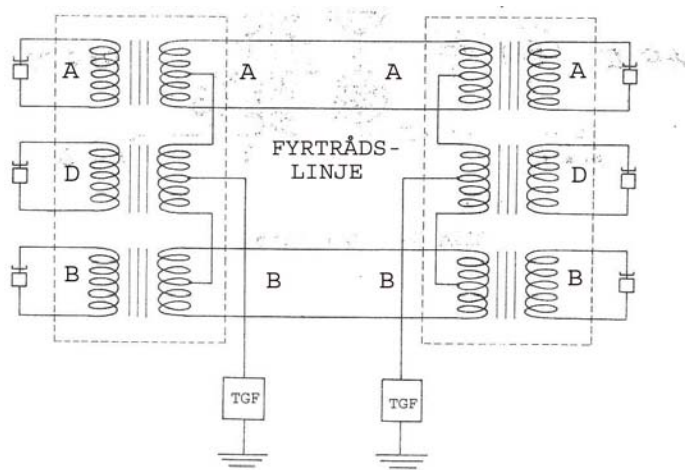 A A A A
FYRTRÅDS-
LINJE
D D
B B B B
TGF TGF